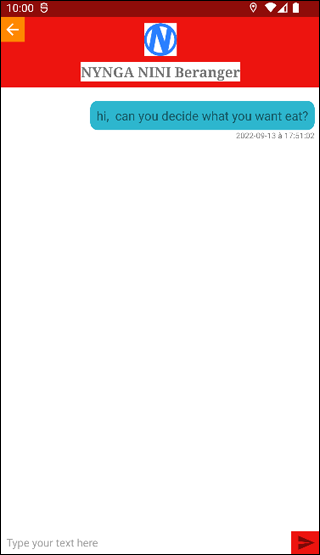 10:00
N
NYNGA NINI Beranger
hi,  can you decide what you want eat?
2022-09-13 à 17:51:02
Type your text here